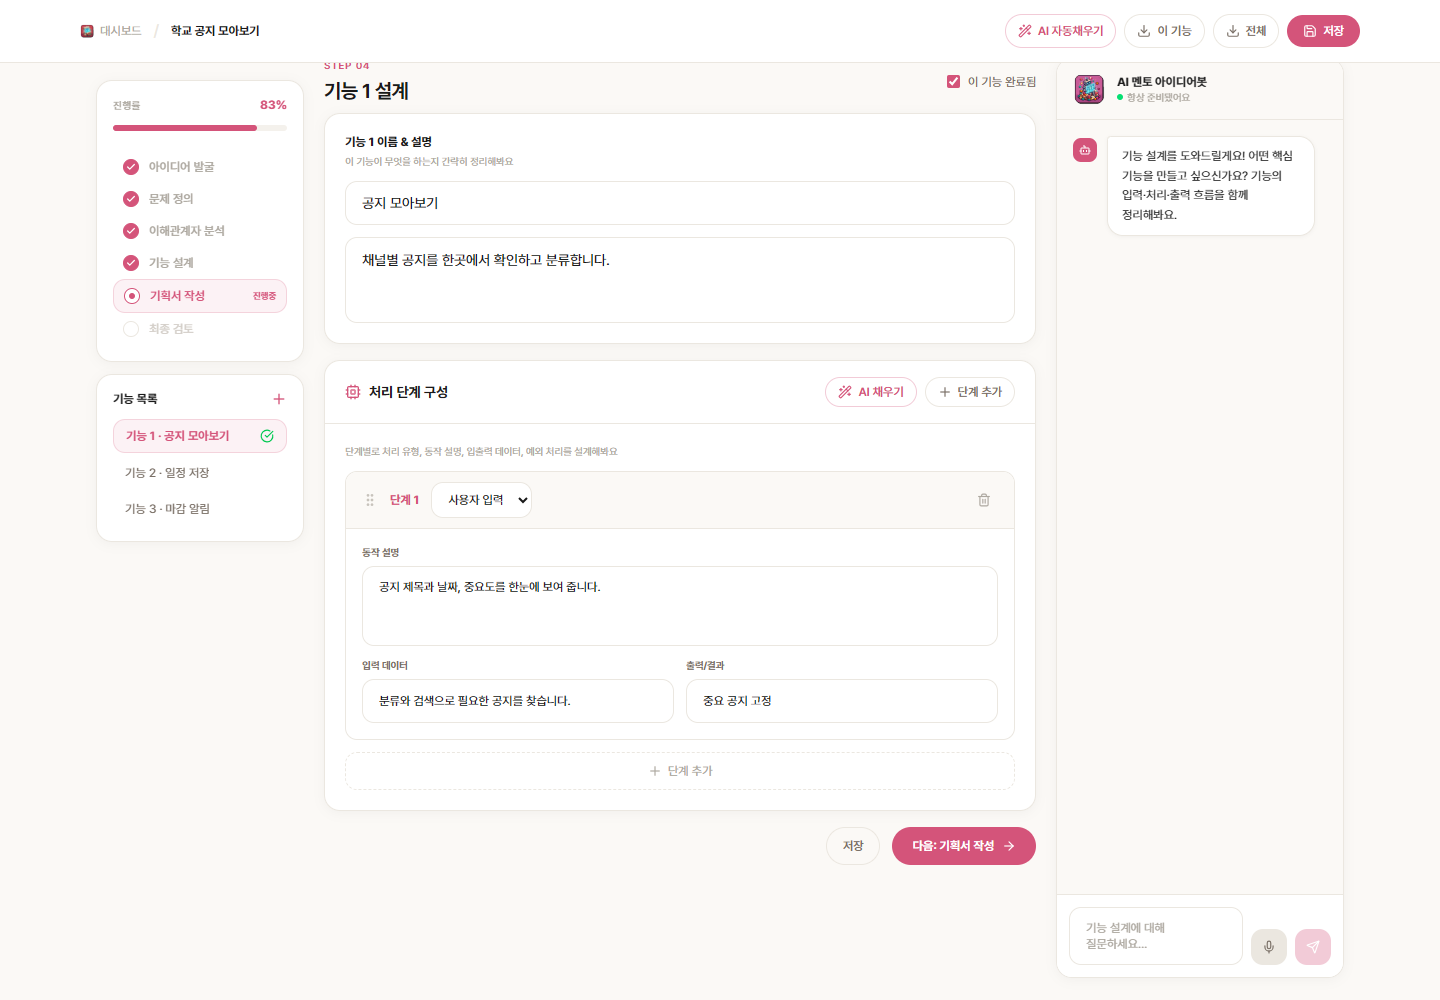 대시보드 / 학교 공지 모아보기
AI 자동채우기
이 기능
전체
저장
진행률
83%
아이디어 발굴
문제 정의
이해관계자 분석
기능 설계
기획서 작성
진행중
최종 검토
기능 목록
기능 1 · 공지 모아보기
기능 2 · 일정 저장
기능 3 · 마감 알림
STEP 04
기능 1 설계
이 기능 완료됨
기능 1 이름 & 설명
이 기능이 무엇을 하는지 간략히 정리해봐요
공지 모아보기
채널별 공지를 한곳에서 확인하고 분류합니다.
처리 단계 구성
AI 채우기
단계 추가
단계별로 처리 유형, 동작 설명, 입출력 데이터, 예외 처리를 설계해봐요
단계 1
사용자 입력
동작 설명
공지 제목과 날짜, 중요도를 한눈에 보여 줍니다.
입력 데이터
출력/결과
분류와 검색으로 필요한 공지를 찾습니다.
중요 공지 고정
단계 추가
저장
다음: 기획서 작성
AI 멘토 아이디어봇
항상 준비됐어요
기능 설계를 도와드릴게요! 어떤 핵심
기능을 만들고 싶으신가요? 기능의
입력·처리·출력 흐름을 함께
정리해봐요.
기능 설계에 대해
질문하세요...